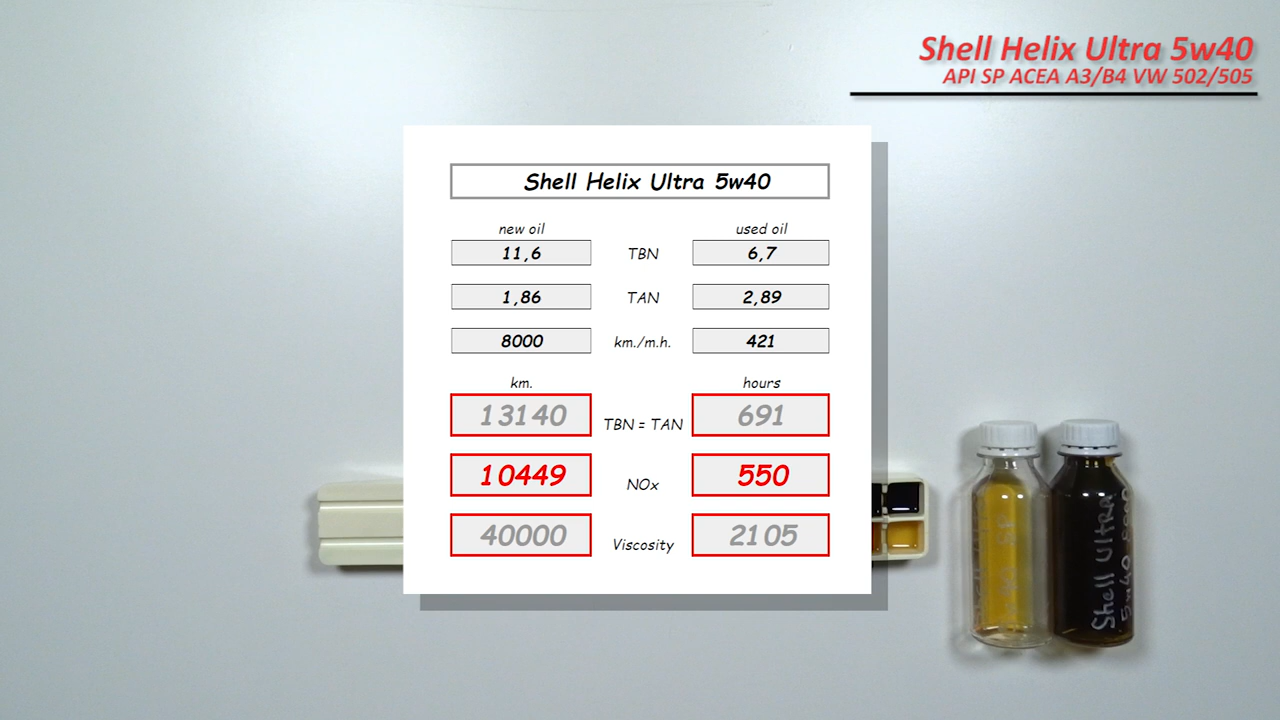 Shell Helix Ultra 5w40
API SP ACEA A3/B4 VW 502/505
Shell Helix Ultra 5w40
new oil used oil
11,6 TBN 6,7
1,86 TAN 2,89
8000 km./m.h. 421
km. hours
13140 TBN = TAN 691
10449 NOx 550
40000 Viscosity 2105
Shell Ultra
5w40